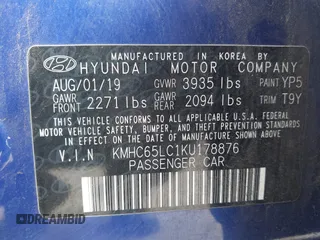 MANUFACTURED IN KOREA BY
HYUNDAI MOTOR COMPANY
AUG/01/19 GVWR 3935 lbs PAINT YP5
GAWR FRONT 2271 lbs GAWR REAR 2094 lbs TRIM T9Y
THIS VEHICLE CONFORMS TO ALL APPLICABLE
U.S. FEDERAL MOTOR VEHICLE SAFETY,
BUMPER, AND THEFT PREVENTION STANDARDS
IN EFFECT ON THE DATE OF MANUFACTURE
SHOWN ABOVE.
V.I.N KMHC65LC1KU178876
PASSENGER CAR
DREAMBID